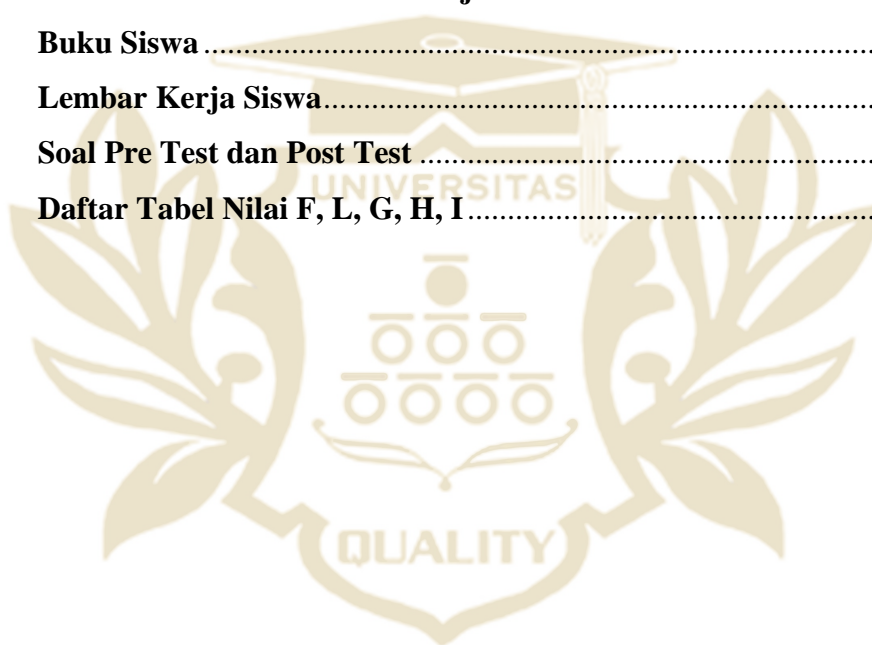 Buku Siswa
Lembar Kerja Siswa
Soal Pre Test dan Post Test
Daftar Tabel Nilai F, L, G, H, I
UNIVERSITAS
QUALITY